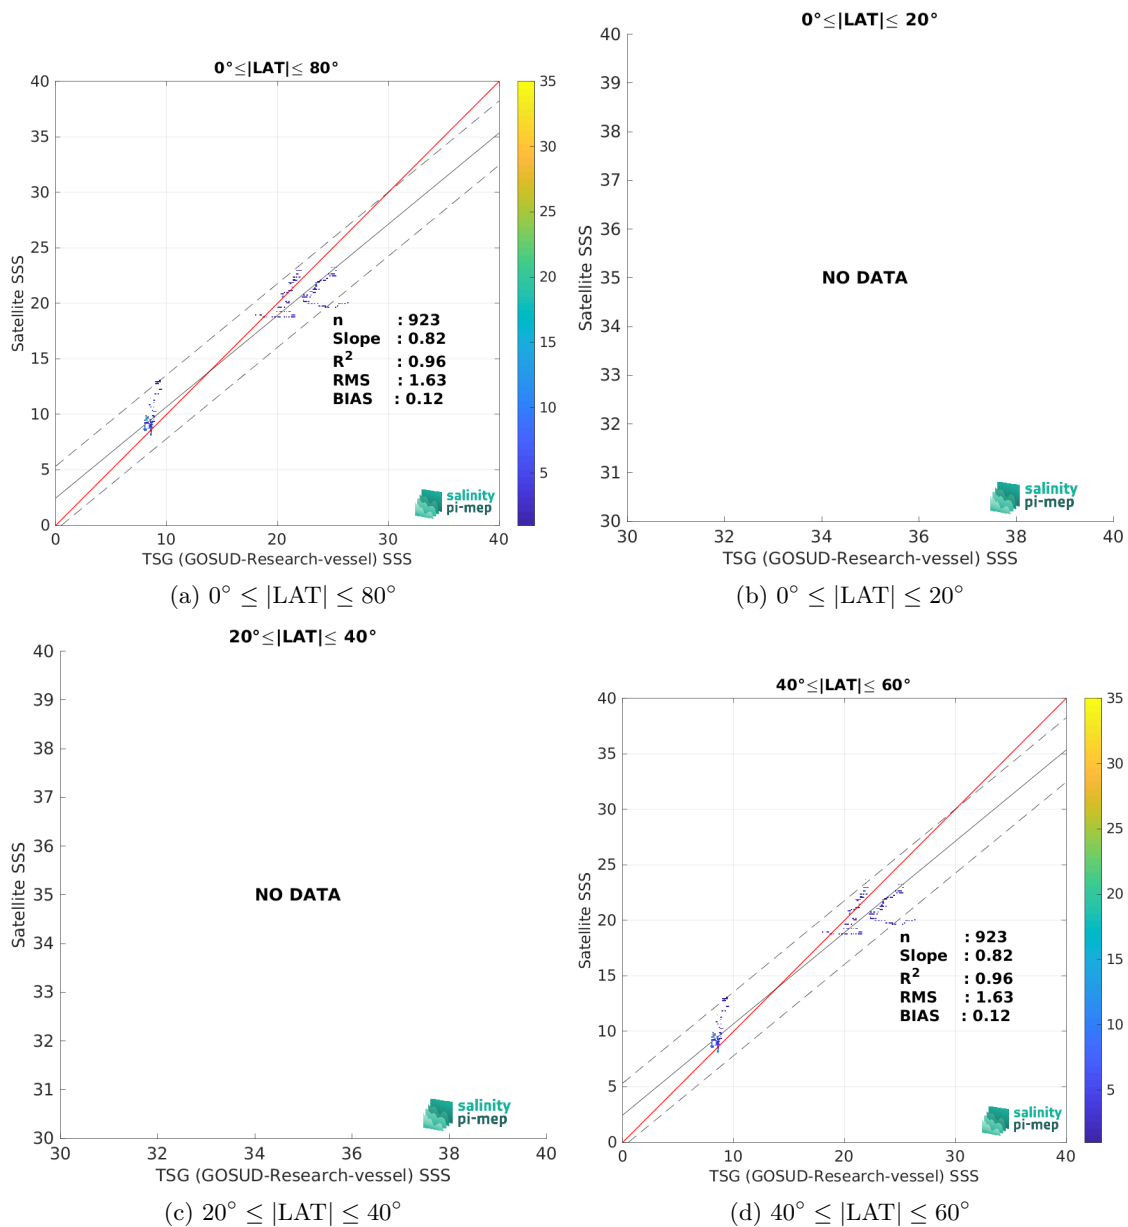 0°≤|LAT|≤ 80°
40
35
30
25
20
15
10
5
0
0
10
20
30
40
35
30
25
20
15
10
5
Satellite SSS
TSG (GOSUD-Research-vessel) SSS
n : 923
Slope : 0.82
R² : 0.96
RMS : 1.63
BIAS : 0.12
salinity
pi-mep
(a) 0° ≤ |LAT| ≤ 80°
0°≤|LAT|≤ 20°
40
39
38
37
36
35
34
33
32
31
30
30
32
34
36
38
40
Satellite SSS
TSG (GOSUD-Research-vessel) SSS
NO DATA
salinity
pi-mep
(b) 0° ≤ |LAT| ≤ 20°
20°≤|LAT|≤ 40°
40
39
38
37
36
35
34
33
32
31
30
30
32
34
36
38
40
Satellite SSS
TSG (GOSUD-Research-vessel) SSS
NO DATA
salinity
pi-mep
(c) 20° ≤ |LAT| ≤ 40°
40°≤|LAT|≤ 60°
40
35
30
25
20
15
10
5
0
0
10
20
30
40
35
30
25
20
15
10
5
Satellite SSS
TSG (GOSUD-Research-vessel) SSS
n : 923
Slope : 0.82
R² : 0.96
RMS : 1.63
BIAS : 0.12
salinity
pi-mep
(d) 40° ≤ |LAT| ≤ 60°